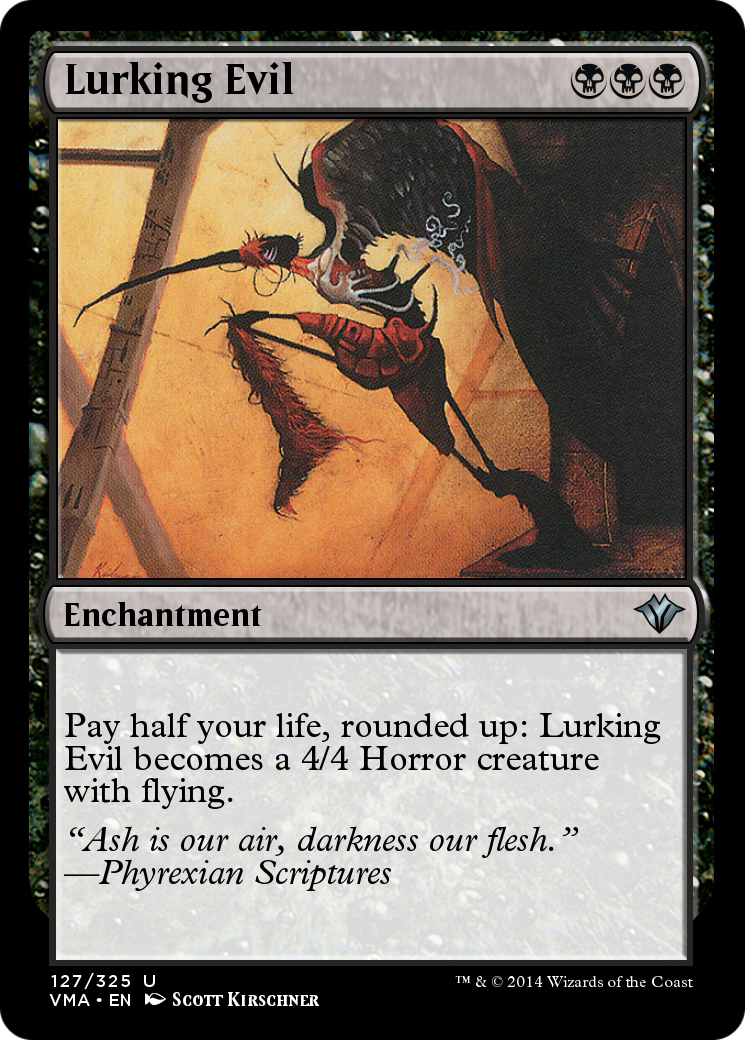 Lurking Evil
Enchantment
Pay half your life, rounded up: Lurking
Evil becomes a 4/4 Horror creature
with flying.
“Ash is our air, darkness our flesh.”
—Phyrexian Scriptures
127/325 U
™ & © 2014 Wizards of the Coast
VMA • EN Scott Kirschner